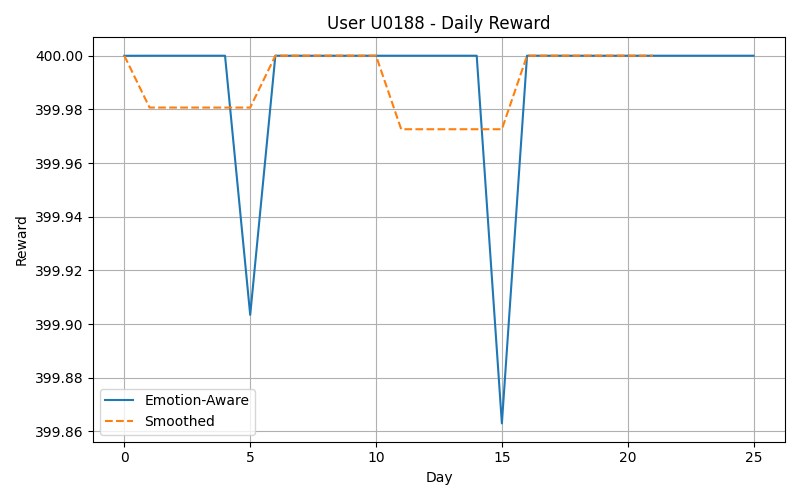 User U0188 - Daily Reward
400.00
399.98
399.96
399.94
399.92
399.90
399.88
399.86
Reward
Emotion-Aware
Smoothed
0 5 10 15 20 25
Day